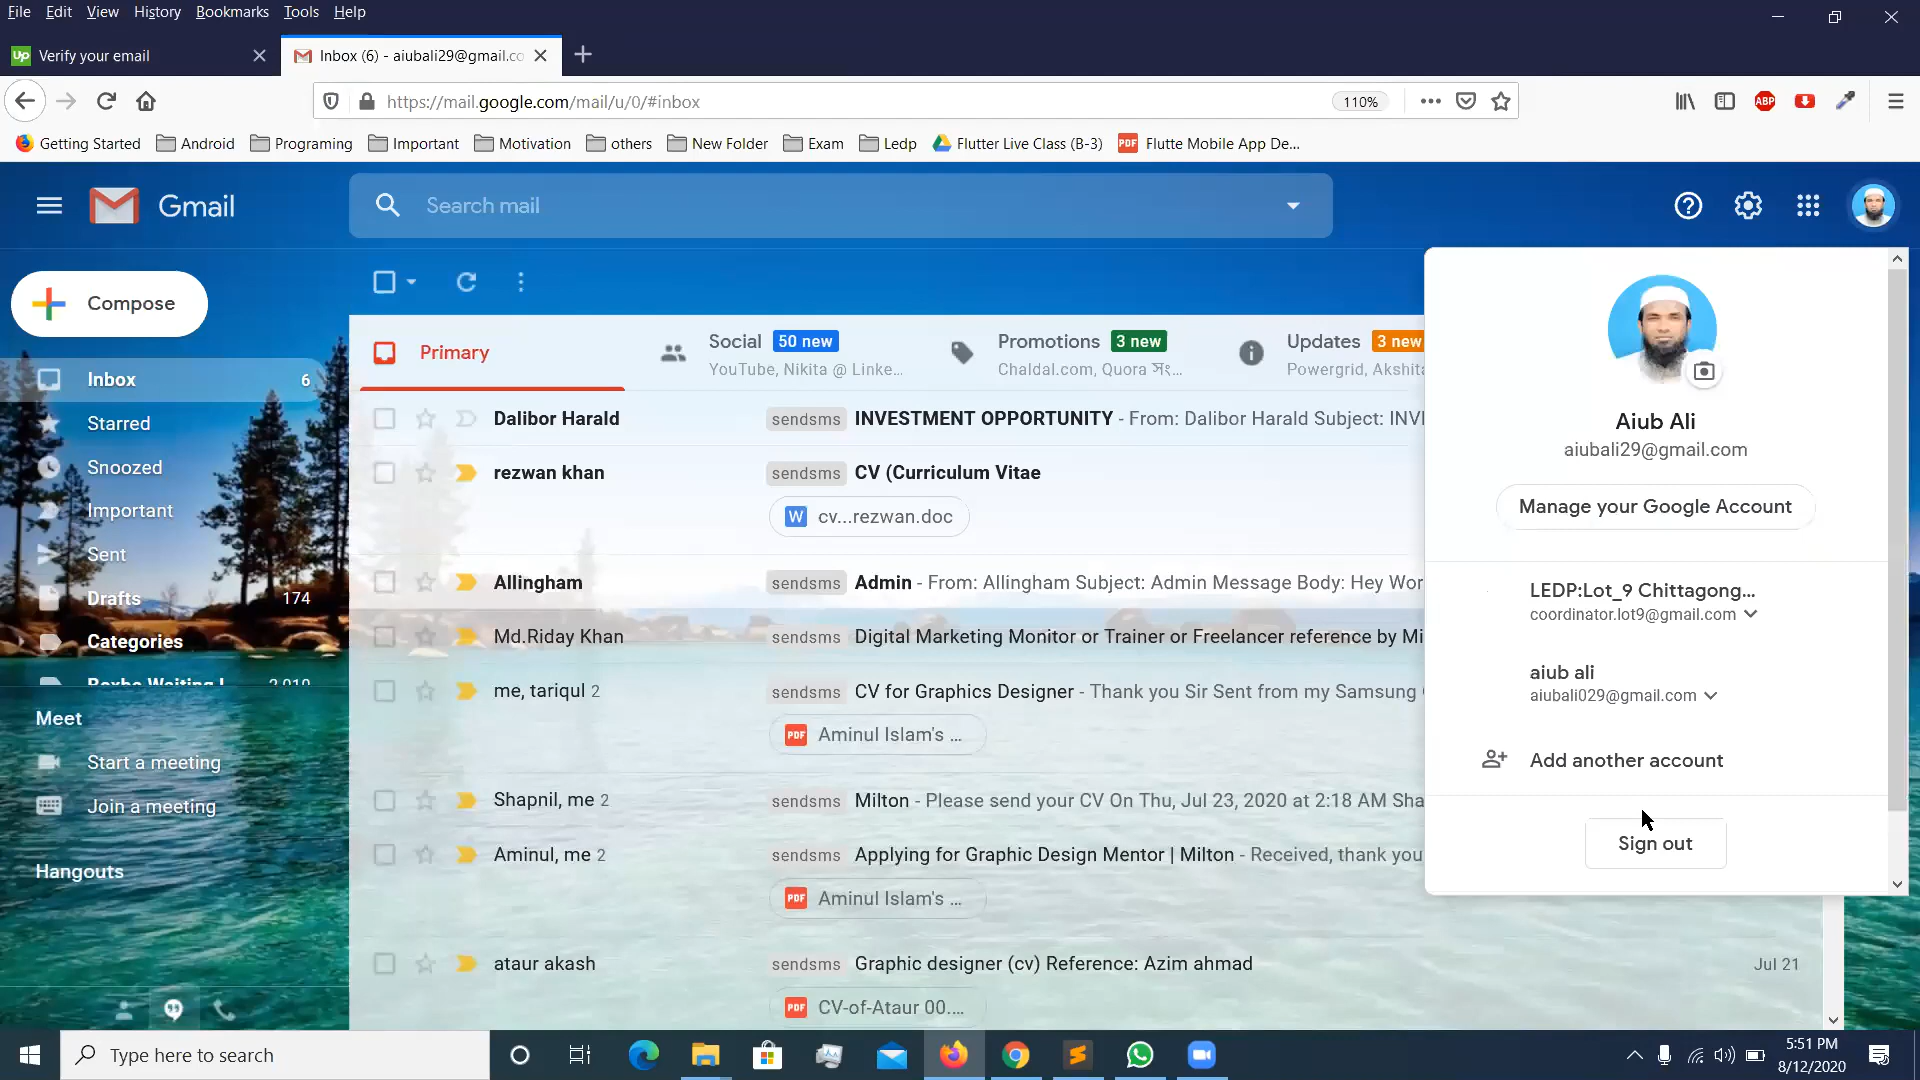 File Edit View History Bookmarks Tools Help
Up Verify your email
Inbox (6) - aiubali29@gmail.co
https://mail.google.com/mail/u/0/#inbox
110%
ABP
Getting Started Android Programing Important Motivation others New Folder Exam Ledp Flutter Live Class (B-3) PDF Flutte Mobile App De...
Gmail
Search mail
Compose
Inbox 6
Starred
Snoozed
Important
Sent
Drafts 174
Categories
Meet
Start a meeting
Join a meeting
Hangouts
Primary
Social 50 new
YouTube, Nikita @ Linke...
Promotions 3 new
Chaldal.com, Quora সং...
Updates 3 new
Powergrid, Akshita
Dalibor Harald sendsms INVESTMENT OPPORTUNITY - From: Dalibor Harald Subject: INV
rezwan khan sendsms CV (Curriculum Vitae
W cv...rezwan.doc
Allingham sendsms Admin - From: Allingham Subject: Admin Message Body: Hey Wor
Md.Riday Khan sendsms Digital Marketing Monitor or Trainer or Freelancer reference by Mi
me, tariqul 2 sendsms CV for Graphics Designer - Thank you Sir Sent from my Samsung
PDF Aminul Islam's ...
Shapnil, me 2 sendsms Milton - Please send your CV On Thu, Jul 23, 2020 at 2:18 AM Sha
Aminul, me 2 sendsms Applying for Graphic Design Mentor | Milton - Received, thank you
PDF Aminul Islam's ...
ataur akash sendsms Graphic designer (cv) Reference: Azim ahmad Jul 21
PDF CV-of-Ataur 00....
Aiub Ali
aiubali29@gmail.com
Manage your Google Account
LEDP:Lot_9 Chittagong...
coordinator.lot9@gmail.com
aiub ali
aiubali029@gmail.com
Add another account
Sign out
Type here to search
5:51 PM
8/12/2020